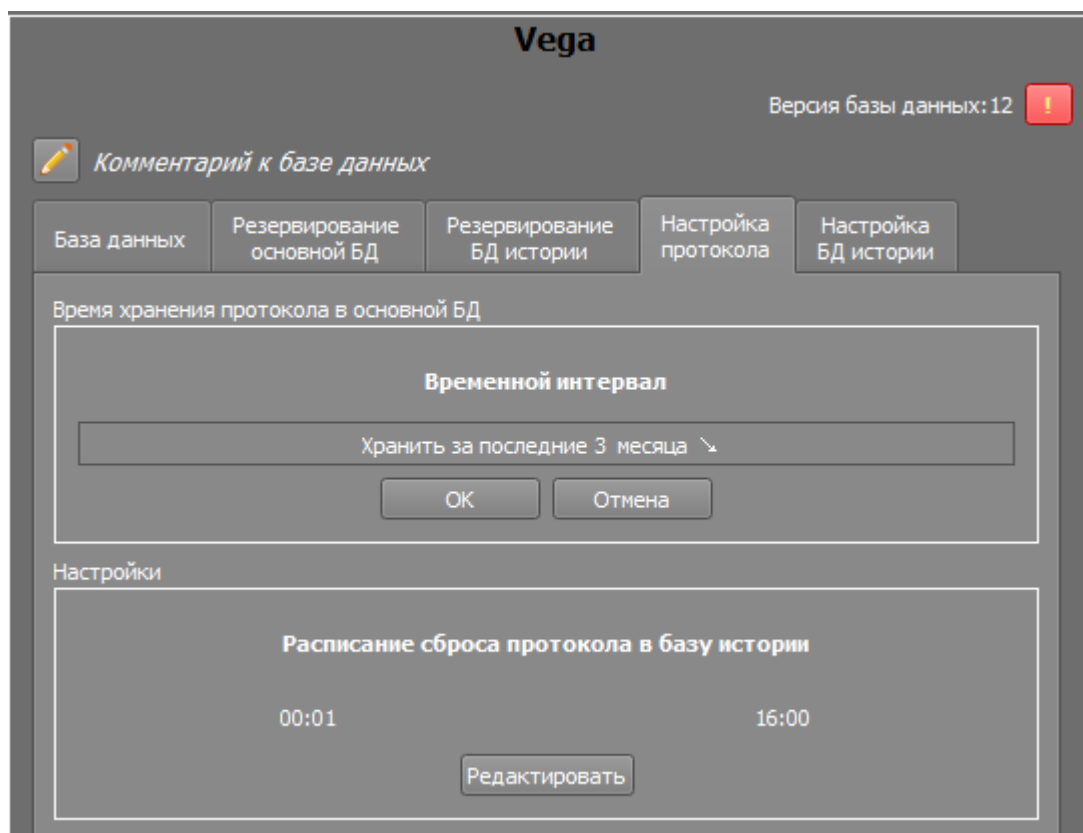 Vega
Версия базы данных:12 !
Комментарий к базе данных
База данных
Резервирование
основной БД
Резервирование
БД истории
Настройка
протокола
Настройка
БД истории
Время хранения протокола в основной БД
Временной интервал
Хранить за последние 3 месяца
OK
Отмена
Настройки
Расписание сброса протокола в базу истории
00:01
16:00
Редактировать